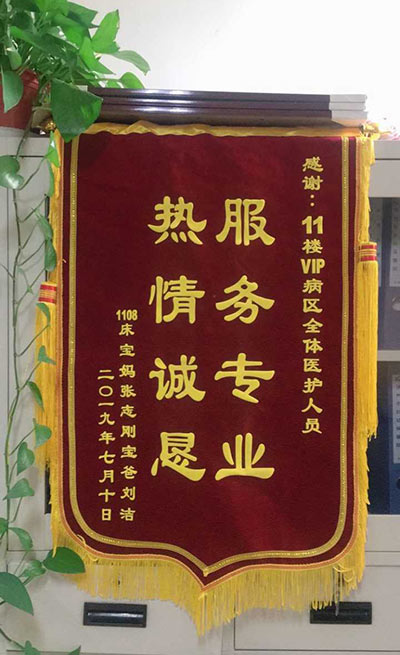 感谢：11楼VIP病区全体医护人员
服务专业
热情诚恳
1108床宝妈张志刚宝爸刘洁
二〇一九年七月十日